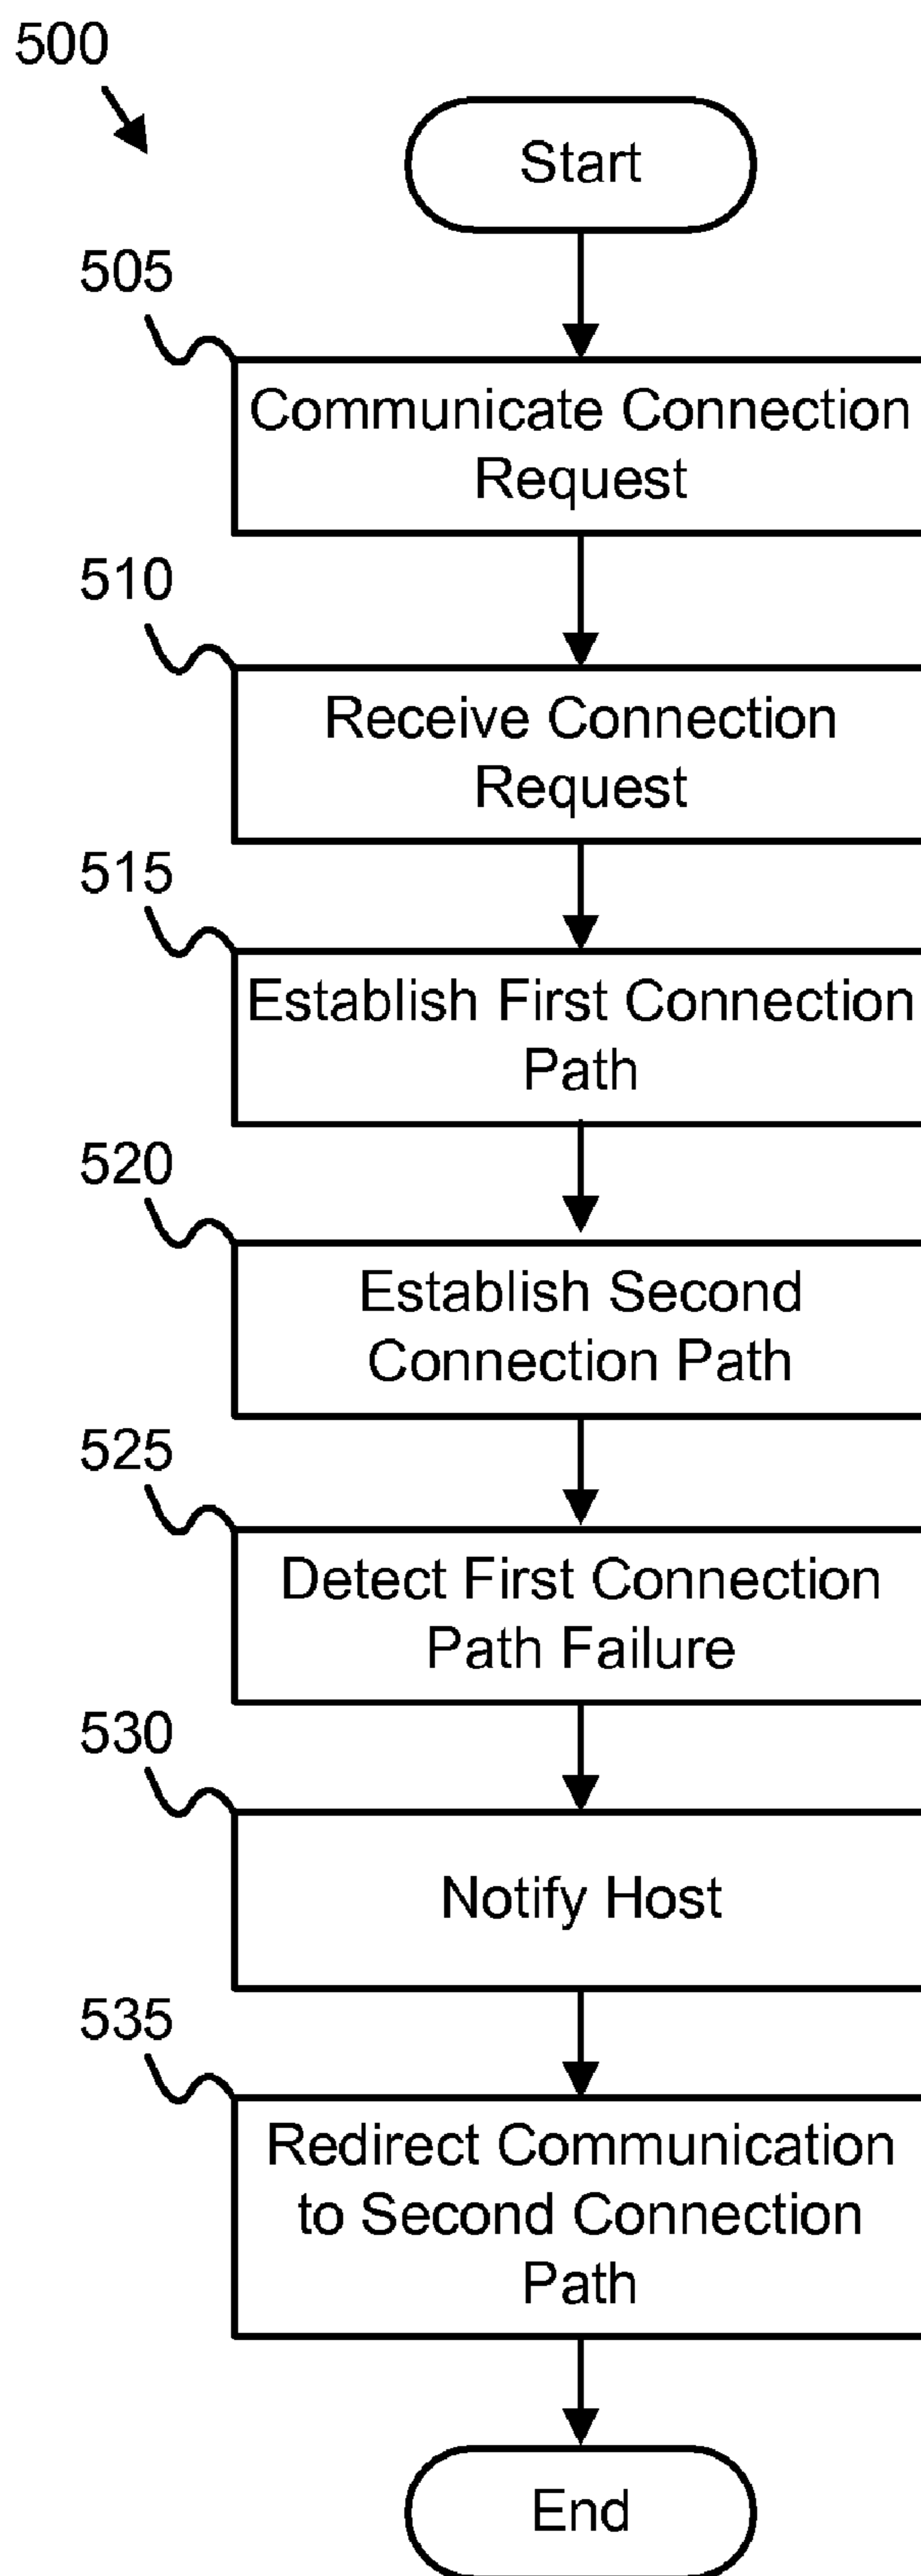 500
Start
505
Communicate Connection
Request
510
Receive Connection
Request
515
Establish First Connection
Path
520
Establish Second
Connection Path
525
Detect First Connection
Path Failure
530
Notify Host
535
Redirect Communication
to Second Connection
Path
End